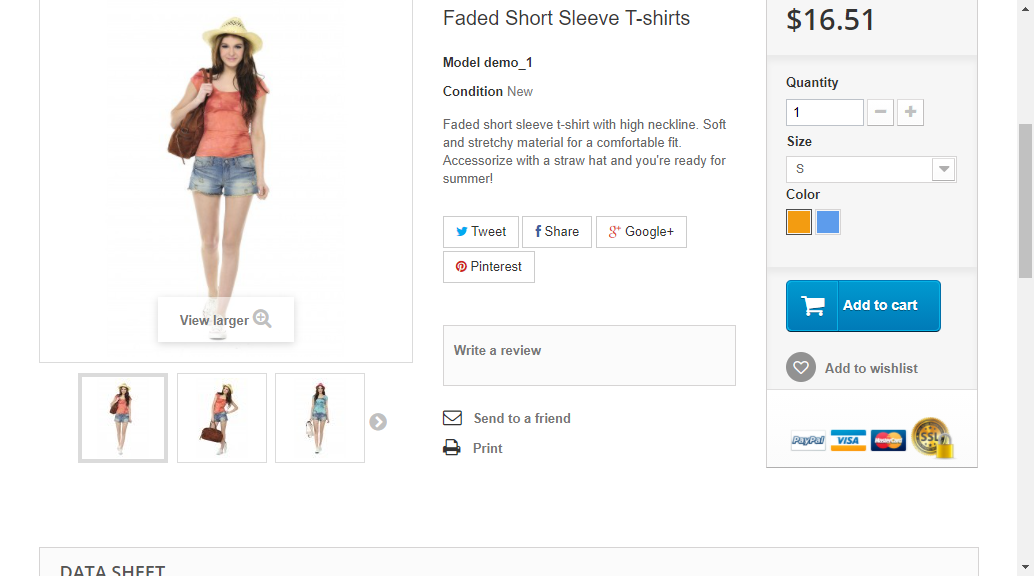 Faded Short Sleeve T-shirts
Model demo_1
Condition New
Faded short sleeve t-shirt with high neckline. Soft
and stretchy material for a comfortable fit.
Accessorize with a straw hat and you're ready for
summer!
Tweet
Share
Google+
Pinterest
View larger
Write a review
Send to a friend
Print
$16.51
Quantity
1
Size
S
Color
Add to cart
Add to wishlist
PayPal
VISA
MasterCard
SSL
DATA SHEET